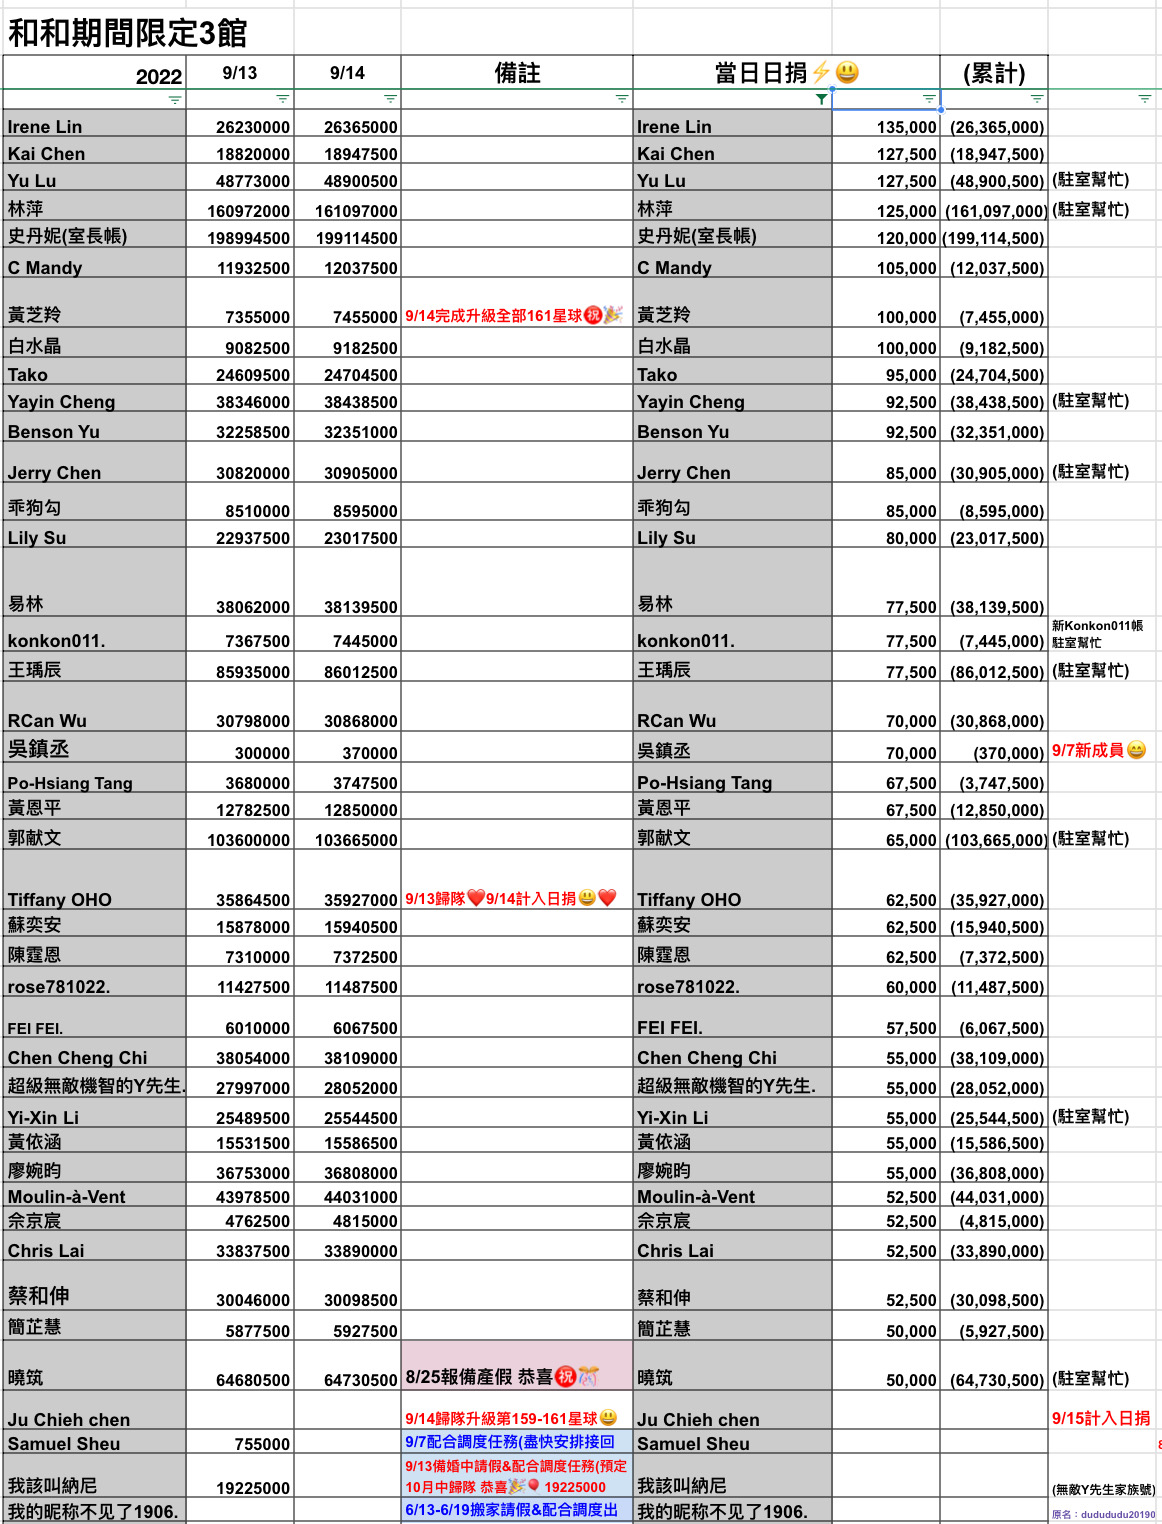 和和期間限定3館
2022 9/13 9/14 備註 當日日捐⚡😃 (累計)
Irene Lin 26230000 26365000 Irene Lin 135,000 (26,365,000)
Kai Chen 18820000 18947500 Kai Chen 127,500 (18,947,500)
Yu Lu 48773000 48900500 Yu Lu 127,500 (48,900,500) (駐室幫忙)
林萍 160972000 161097000 林萍 125,000 (161,097,000) (駐室幫忙)
史丹妮(室長帳) 198994500 199114500 史丹妮(室長帳) 120,000 (199,114,500)
C Mandy 11932500 12037500 C Mandy 105,000 (12,037,500)
黃芝羚 7355000 7455000 9/14完成升級全部161星球㊗️🎉 黃芝羚 100,000 (7,455,000)
白水晶 9082500 9182500 白水晶 100,000 (9,182,500)
Tako 24609500 24704500 Tako 95,000 (24,704,500)
Yayin Cheng 38346000 38438500 Yayin Cheng 92,500 (38,438,500) (駐室幫忙)
Benson Yu 32258500 32351000 Benson Yu 92,500 (32,351,000)
Jerry Chen 30820000 30905000 Jerry Chen 85,000 (30,905,000) (駐室幫忙)
乖狗勾 8510000 8595000 乖狗勾 85,000 (8,595,000)
Lily Su 22937500 23017500 Lily Su 80,000 (23,017,500)
易林 38062000 38139500 易林 77,500 (38,139,500)
新Konkon011帳
konkon011. 7367500 7445000 konkon011. 77,500 (7,445,000) 駐室幫忙
王瑀辰 85935000 86012500 王瑀辰 77,500 (86,012,500) (駐室幫忙)
RCan Wu 30798000 30868000 RCan Wu 70,000 (30,868,000)
吳鎮丞 300000 370000 吳鎮丞 70,000 (370,000) 9/7新成員😄
Po-Hsiang Tang 3680000 3747500 Po-Hsiang Tang 67,500 (3,747,500)
黃恩平 12782500 12850000 黃恩平 67,500 (12,850,000)
郭献文 103600000 103665000 郭献文 65,000 (103,665,000) (駐室幫忙)
Tiffany OHO 35864500 35927000 9/13歸隊❤️9/14計入日捐😃❤️ Tiffany OHO 62,500 (35,927,000)
蘇奕安 15878000 15940500 蘇奕安 62,500 (15,940,500)
陳霆恩 7310000 7372500 陳霆恩 62,500 (7,372,500)
rose781022. 11427500 11487500 rose781022. 60,000 (11,487,500)
FEI FEI. 6010000 6067500 FEI FEI. 57,500 (6,067,500)
Chen Cheng Chi 38054000 38109000 Chen Cheng Chi 55,000 (38,109,000)
超級無敵機智的Y先生. 27997000 28052000 超級無敵機智的Y先生. 55,000 (28,052,000)
Yi-Xin Li 25489500 25544500 Yi-Xin Li 55,000 (25,544,500) (駐室幫忙)
黃依涵 15531500 15586500 黃依涵 55,000 (15,586,500)
廖婉昀 36753000 36808000 廖婉昀 55,000 (36,808,000)
Moulin-à-Vent 43978500 44031000 Moulin-à-Vent 52,500 (44,031,000)
佘京宸 4762500 4815000 佘京宸 52,500 (4,815,000)
Chris Lai 33837500 33890000 Chris Lai 52,500 (33,890,000)
蔡和伸 30046000 30098500 蔡和伸 52,500 (30,098,500)
簡芷慧 5877500 5927500 簡芷慧 50,000 (5,927,500)
曉筑 64680500 64730500 8/25報備產假 恭喜㊗️🎊 曉筑 50,000 (64,730,500) (駐室幫忙)
Ju Chieh chen 9/14歸隊升級第159-161星球😃 Ju Chieh chen 9/15計入日捐
Samuel Sheu 755000 9/7配合調度任務(盡快安排接回 Samuel Sheu
9/13備婚中請假&配合調度任務(預定
我該叫納尼 19225000 10月中歸隊 恭喜🎉🎈 19225000 我該叫納尼 (無敵Y先生家族號)
我的昵称不见了1906. 6/13-6/19搬家請假&配合調度出 我的昵称不见了1906. 原名：dudududu20190